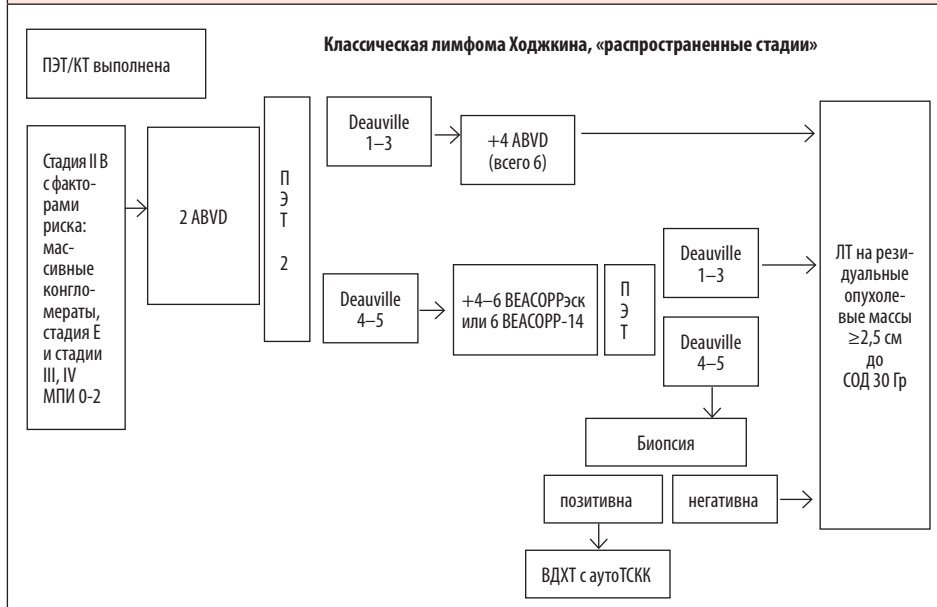 Классическая лимфома Ходжкина, «распространенные стадии»
ПЭТ/КТ выполнена
Стадия II B
с факто-
рами
риска:
мас-
сивные
конгло-
мераты,
стадия Е
и стадии
III, IV
МПИ 0-2
2 ABVD
П
Э
Т
2
Deauville
1–3
+4 ABVD
(всего 6)
Deauville
4–5
+4–6 BEACOPPэск
или 6 BEACOPP-14
П
Э
Т
Deauville
1–3
Deauville
4–5
Биопсия
позитивна
негативна
ВДХТ с аутоТСКК
ЛТ на рези-
дуальные
опухоле-
вые массы
≥2,5 см
до
СОД 30 Гр